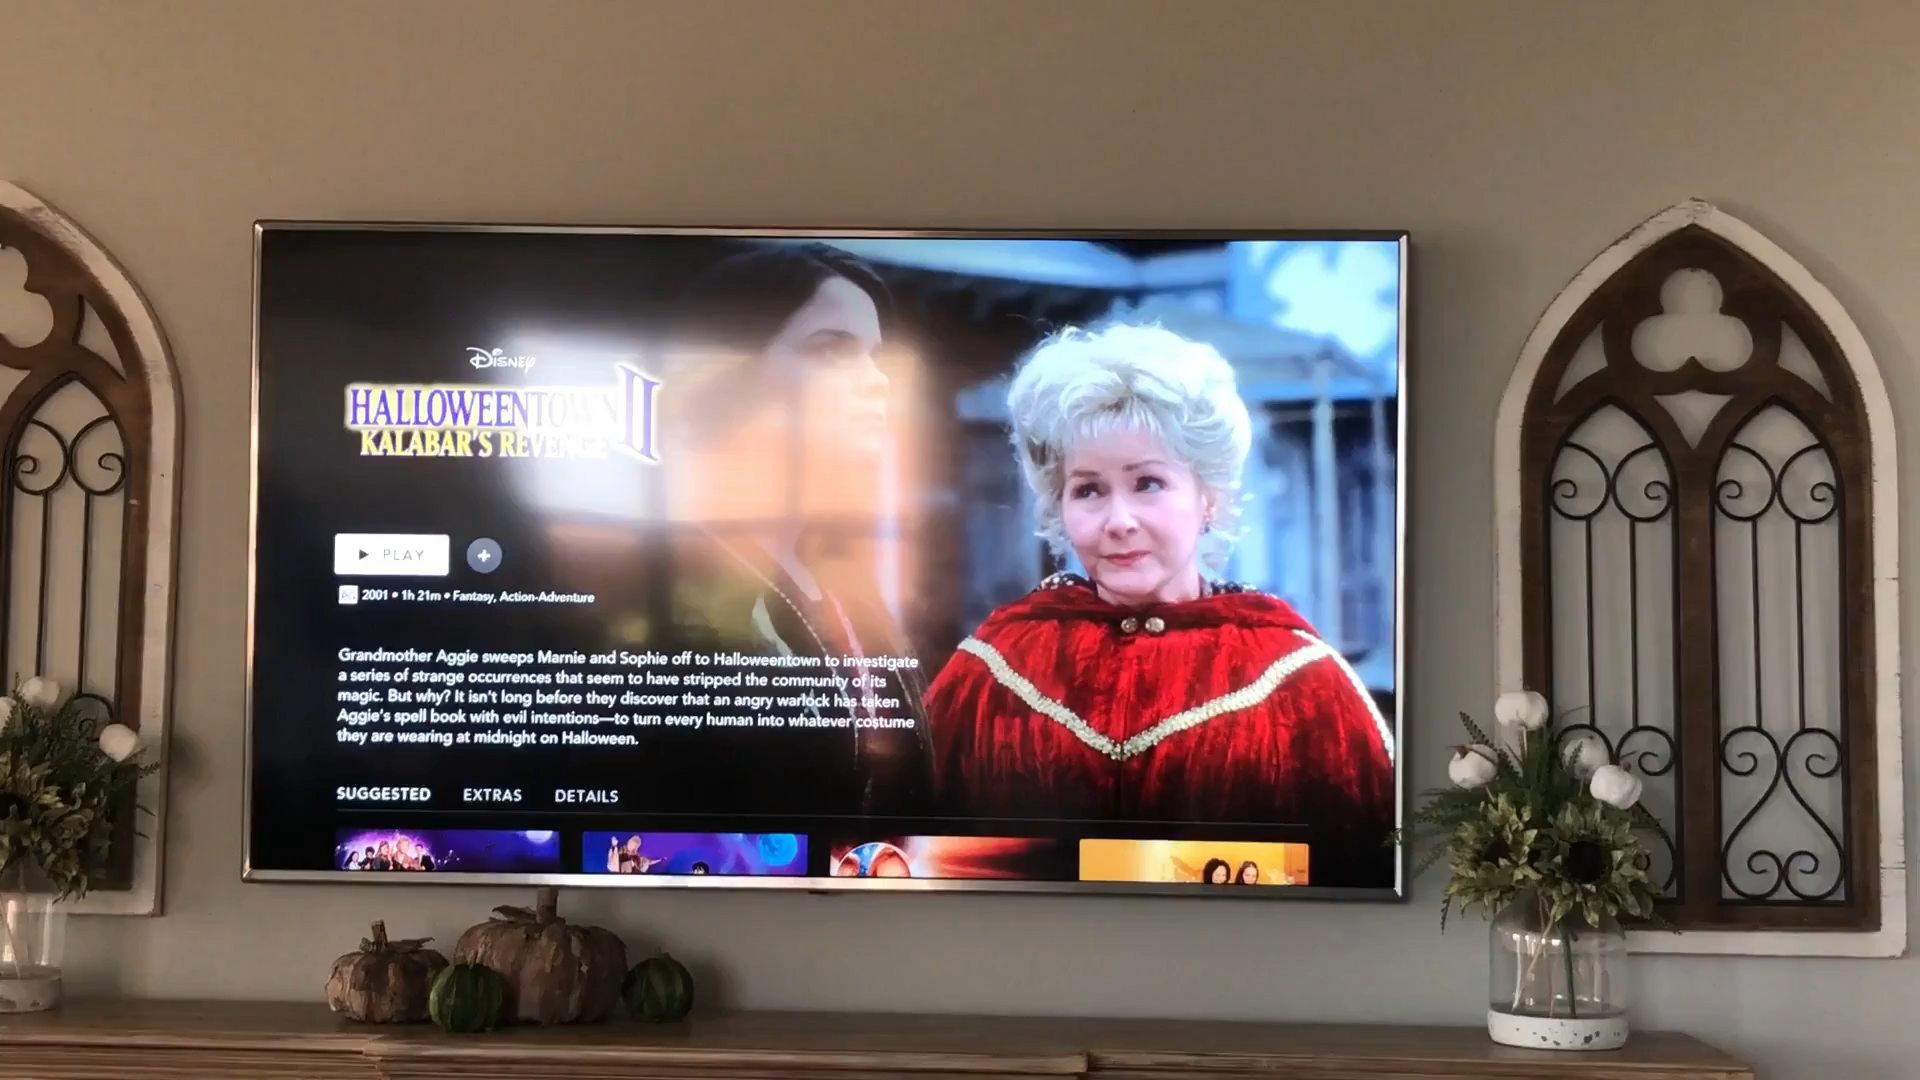 Disney
HALLOWEENTOWN II
KALABAR'S REVENGE
PLAY
2001 • 1h 21m • Fantasy, Action-Adventure
Grandmother Aggie sweeps Marnie and Sophie off to Halloweentown to investigate
a series of strange occurrences that seem to have stripped the community of its
magic. But why? It isn't long before they discover that an angry warlock has taken
Aggie's spell book with evil intentions—to turn every human into whatever costume
they are wearing at midnight on Halloween.
SUGGESTED EXTRAS DETAILS